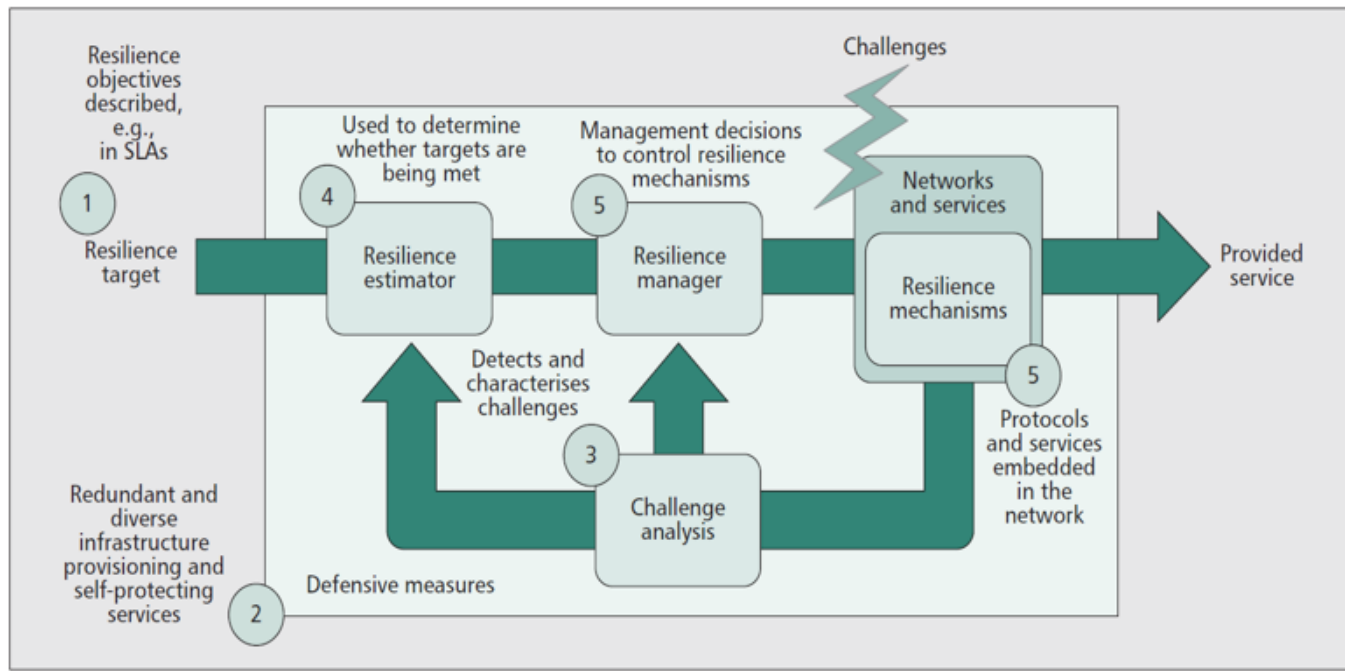 Resilience
objectives
described,
e.g.,
in SLAs
1
Resilience
target
Used to determine
whether targets are
being met
4
Resilience
estimator
Management decisions
to control resilience
mechanisms
5
Resilience
manager
Challenges
Networks
and services
Resilience
mechanisms
5
Protocols
and services
embedded
in the
network
Provided
service
Detects and
characterises
challenges
3
Challenge
analysis
Redundant and
diverse
infrastructure
provisioning and
self-protecting
services
2
Defensive measures